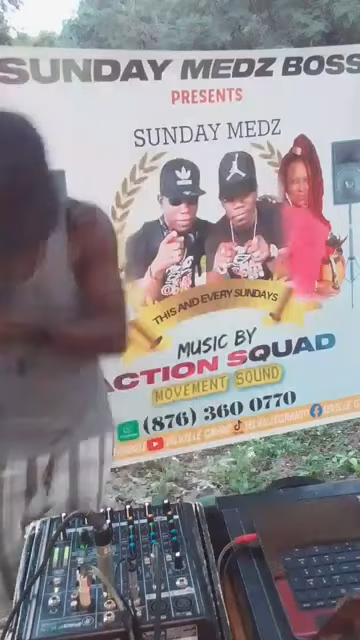 SUNDAY MEDZ BOSS
PRESENTS
SUNDAY MEDZ
THIS AND EVERY SUNDAYS
MUSIC BY
ACTION SQUAD
MOVEMENT SOUND
(876) 360 0770